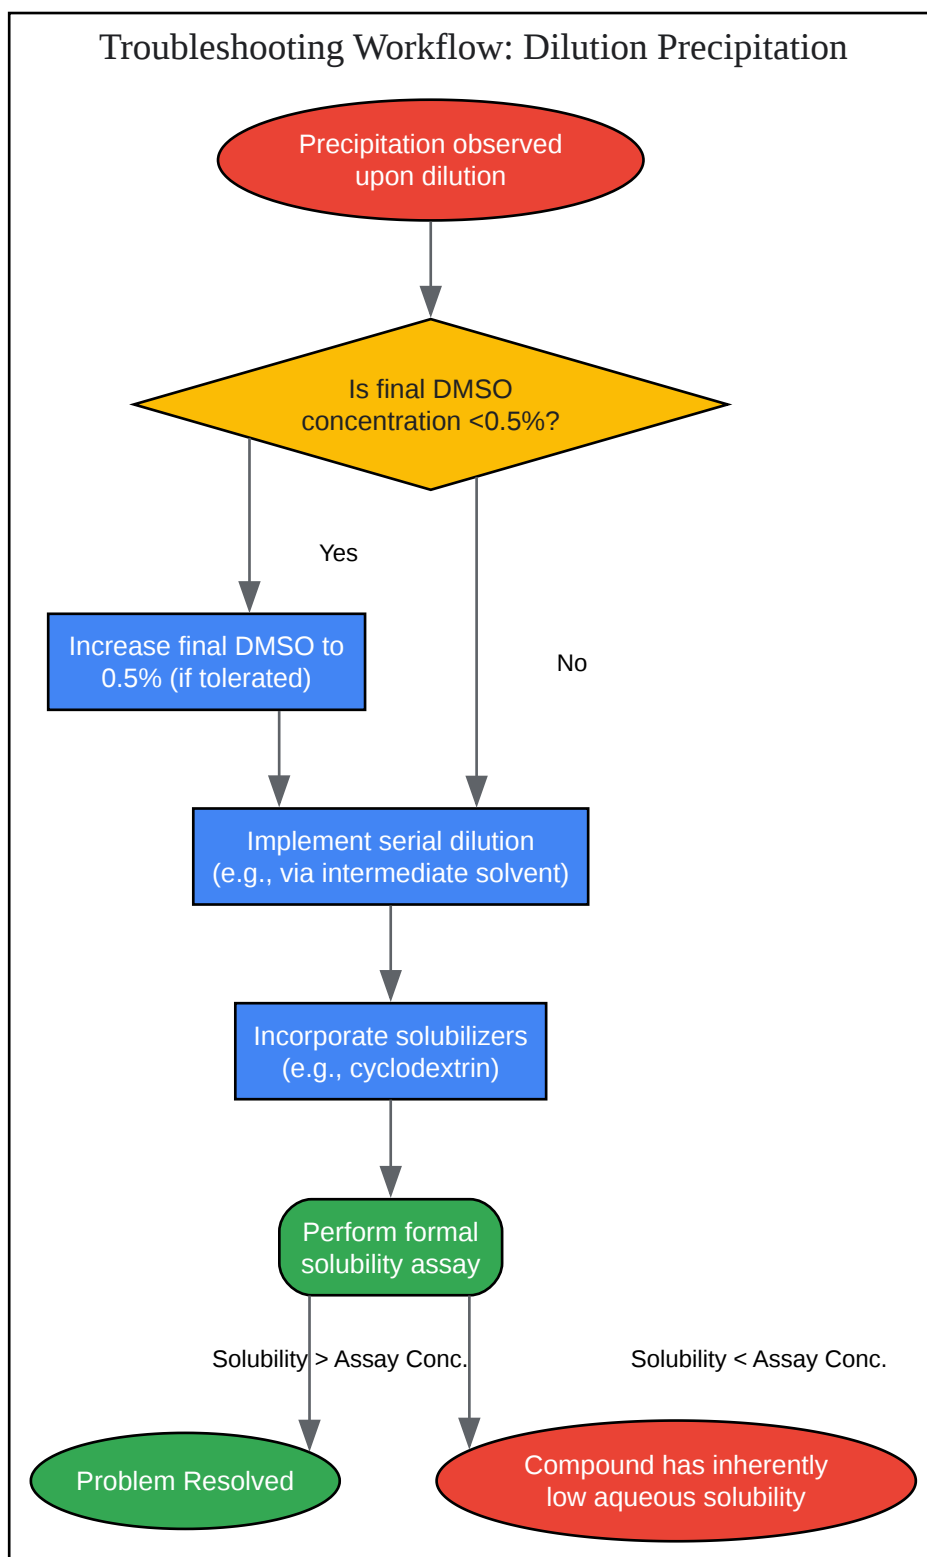 Troubleshooting Workflow: Dilution Precipitation
Precipitation observed
upon dilution
Is final DMSO
concentration <0.5%?
Yes
Increase final DMSO to
0.5% (if tolerated)
No
Implement serial dilution
(e.g., via intermediate solvent)
Incorporate solubilizers
(e.g., cyclodextrin)
Perform formal
solubility assay
Solubility > Assay Conc.
Solubility < Assay Conc.
Problem Resolved
Compound has inherently
low aqueous solubility